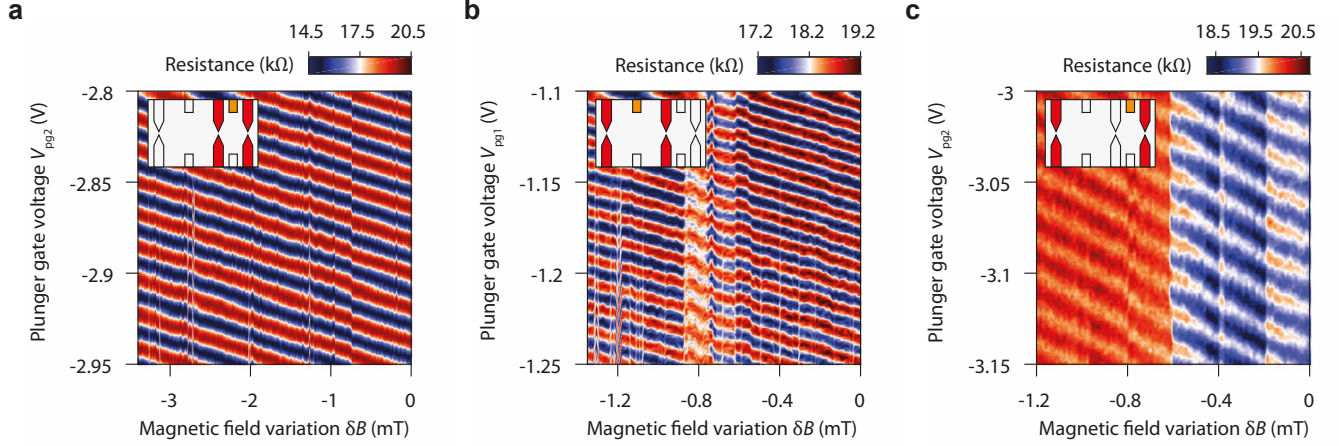 a
14.5 17.5 20.5
Resistance (kΩ)
-2.8
-2.85
-2.9
-2.95
Plunger gate voltage Vpg2 (V)
-3 -2 -1 0
Magnetic field variation δB (mT)
b
17.2 18.2 19.2
Resistance (kΩ)
-1.1
-1.15
-1.2
-1.25
Plunger gate voltage Vpg1 (V)
-1.2 -0.8 -0.4 0
Magnetic field variation δB (mT)
c
18.5 19.5 20.5
Resistance (kΩ)
-3
-3.05
-3.1
-3.15
Plunger gate voltage Vpg2 (V)
-1.2 -0.8 -0.4 0
Magnetic field variation δB (mT)